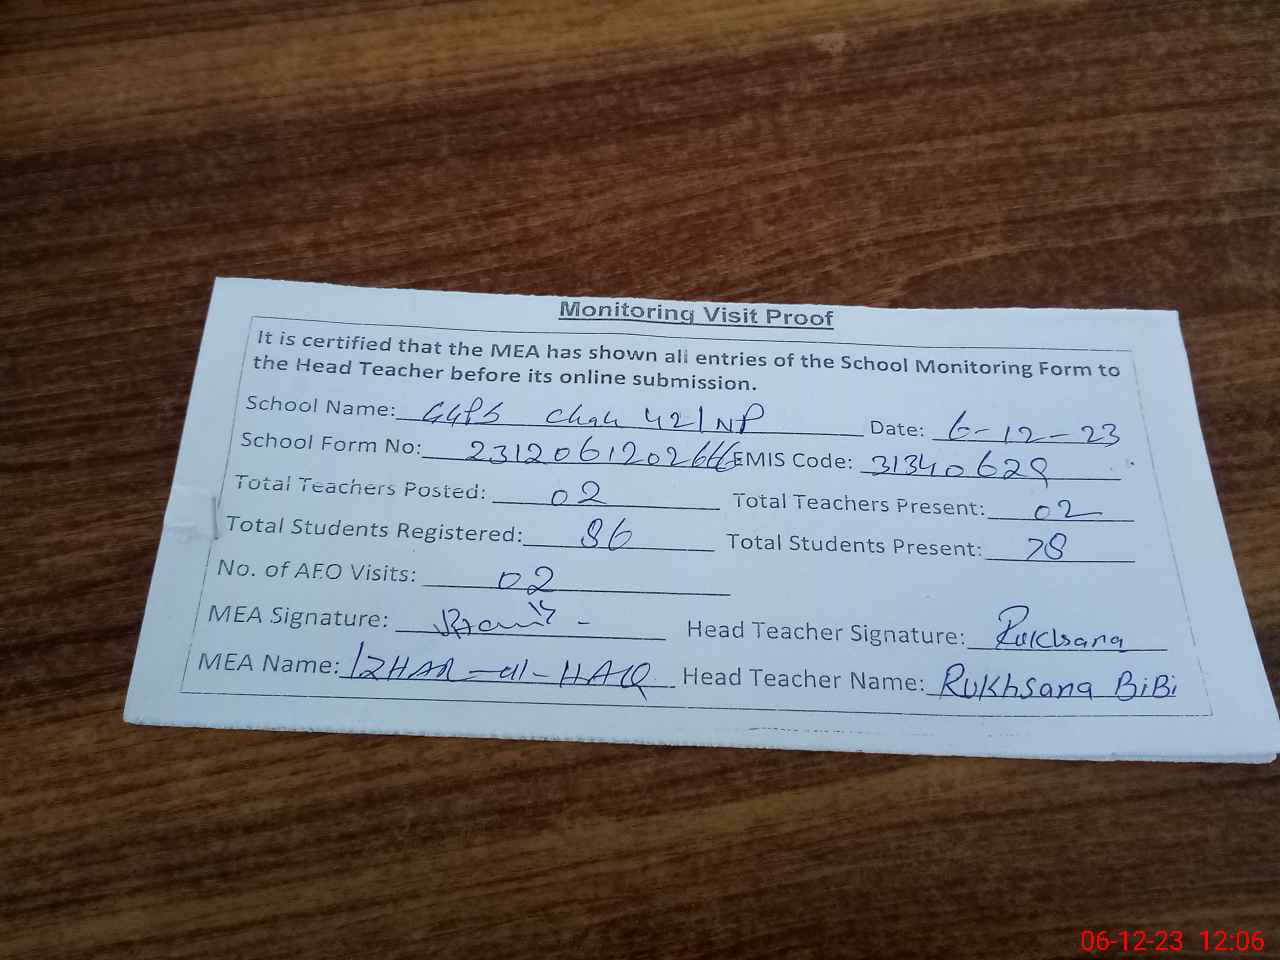 Monitoring Visit Proof
It is certified that the MEA has shown all entries of the School Monitoring Form to
the Head Teacher before its online submission.
School Name: GGPS Chak 421NP Date: 6-12-23
School Form No: EMIS Code: 31340629
Total Teachers Posted: 02 Total Teachers Present: 02
Total Students Registered: 86 Total Students Present: 78
No. of AEO Visits: 02
MEA Signature: Head Teacher Signature: Rukhsana
MEA Name: IZHAR-ul-HAQ Head Teacher Name: Rukhsana BiBi
06-12-23 12:06